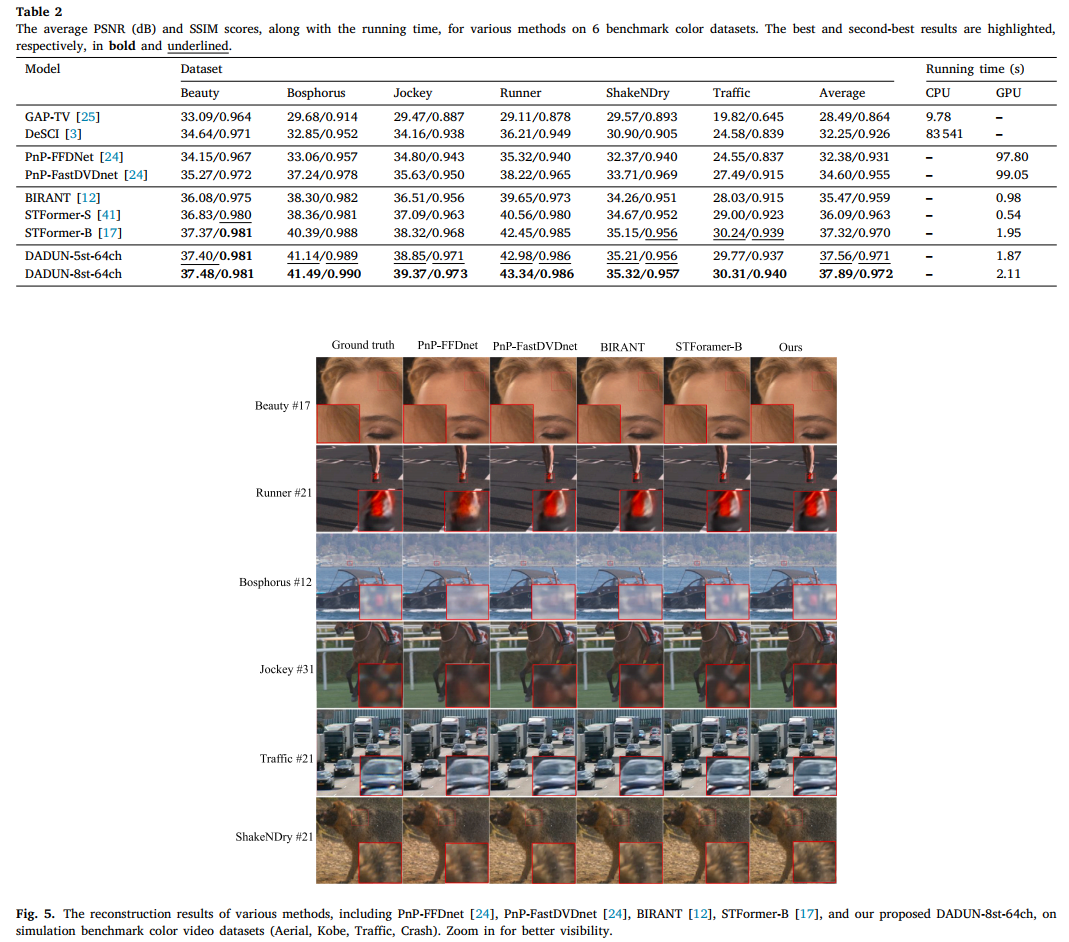 Table 2
The average PSNR (dB) and SSIM scores, along with the running time, for various methods on 6 benchmark color datasets. The best and second-best results are highlighted,
respectively, in bold and underlined.
Model Dataset Running time (s)
Beauty Bosphorus Jockey Runner ShakeNDry Traffic Average CPU GPU
GAP-TV [25] 33.09/0.964 29.68/0.914 29.47/0.887 29.11/0.878 29.57/0.893 19.82/0.645 28.49/0.864 9.78 –
DeSCI [3] 34.64/0.971 32.85/0.952 34.16/0.938 36.21/0.949 30.90/0.905 24.58/0.839 32.25/0.926 83 541 –
PnP-FFDNet [24] 34.15/0.967 33.06/0.957 34.80/0.943 35.32/0.940 32.37/0.940 24.55/0.837 32.38/0.931 – 97.80
PnP-FastDVDnet [24] 35.27/0.972 37.24/0.978 35.63/0.950 38.22/0.965 33.71/0.969 27.49/0.915 34.60/0.955 – 99.05
BIRANT [12] 36.08/0.975 38.30/0.982 36.51/0.956 39.65/0.973 34.26/0.951 28.03/0.915 35.47/0.959 – 0.98
STFormer-S [41] 36.83/0.980 38.36/0.981 37.09/0.963 40.56/0.980 34.67/0.952 29.00/0.923 36.09/0.963 – 0.54
STFormer-B [17] 37.37/0.981 40.39/0.988 38.32/0.968 42.45/0.985 35.15/0.956 30.24/0.939 37.32/0.970 – 1.95
DADUN-5st-64ch 37.40/0.981 41.14/0.989 38.85/0.971 42.98/0.986 35.21/0.956 29.77/0.937 37.56/0.971 – 1.87
DADUN-8st-64ch 37.48/0.981 41.49/0.990 39.37/0.973 43.34/0.986 35.32/0.957 30.31/0.940 37.89/0.972 – 2.11
Ground truth PnP-FFDnet PnP-FastDVDnet BIRANT STForamer-B Ours
Beauty #17
Runner #21
Bosphorus #12
Jockey #31
Traffic #21
ShakeNDry #21
Fig. 5. The reconstruction results of various methods, including PnP-FFDnet [24], PnP-FastDVDnet [24], BIRANT [12], STFormer-B [17], and our proposed DADUN-8st-64ch, on
simulation benchmark color video datasets (Aerial, Kobe, Traffic, Crash). Zoom in for better visibility.